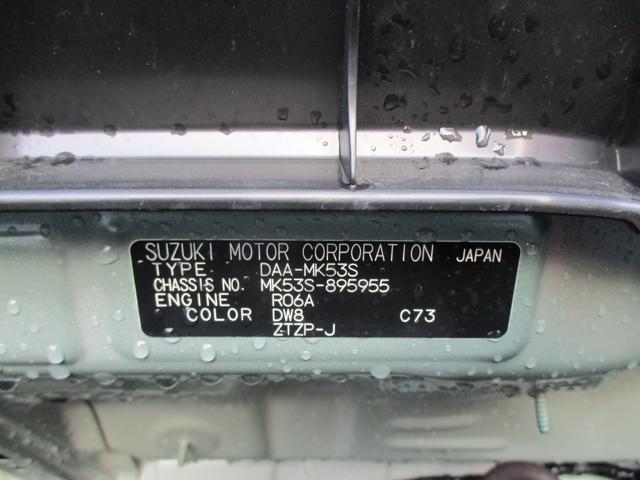 SUZUKI MOTOR CORPORATION JAPAN
TYPE DAA-MK53S
CHASSIS NO. MK53S-895955
ENGINE R06A
COLOR DW8 C73
ZTZP-J